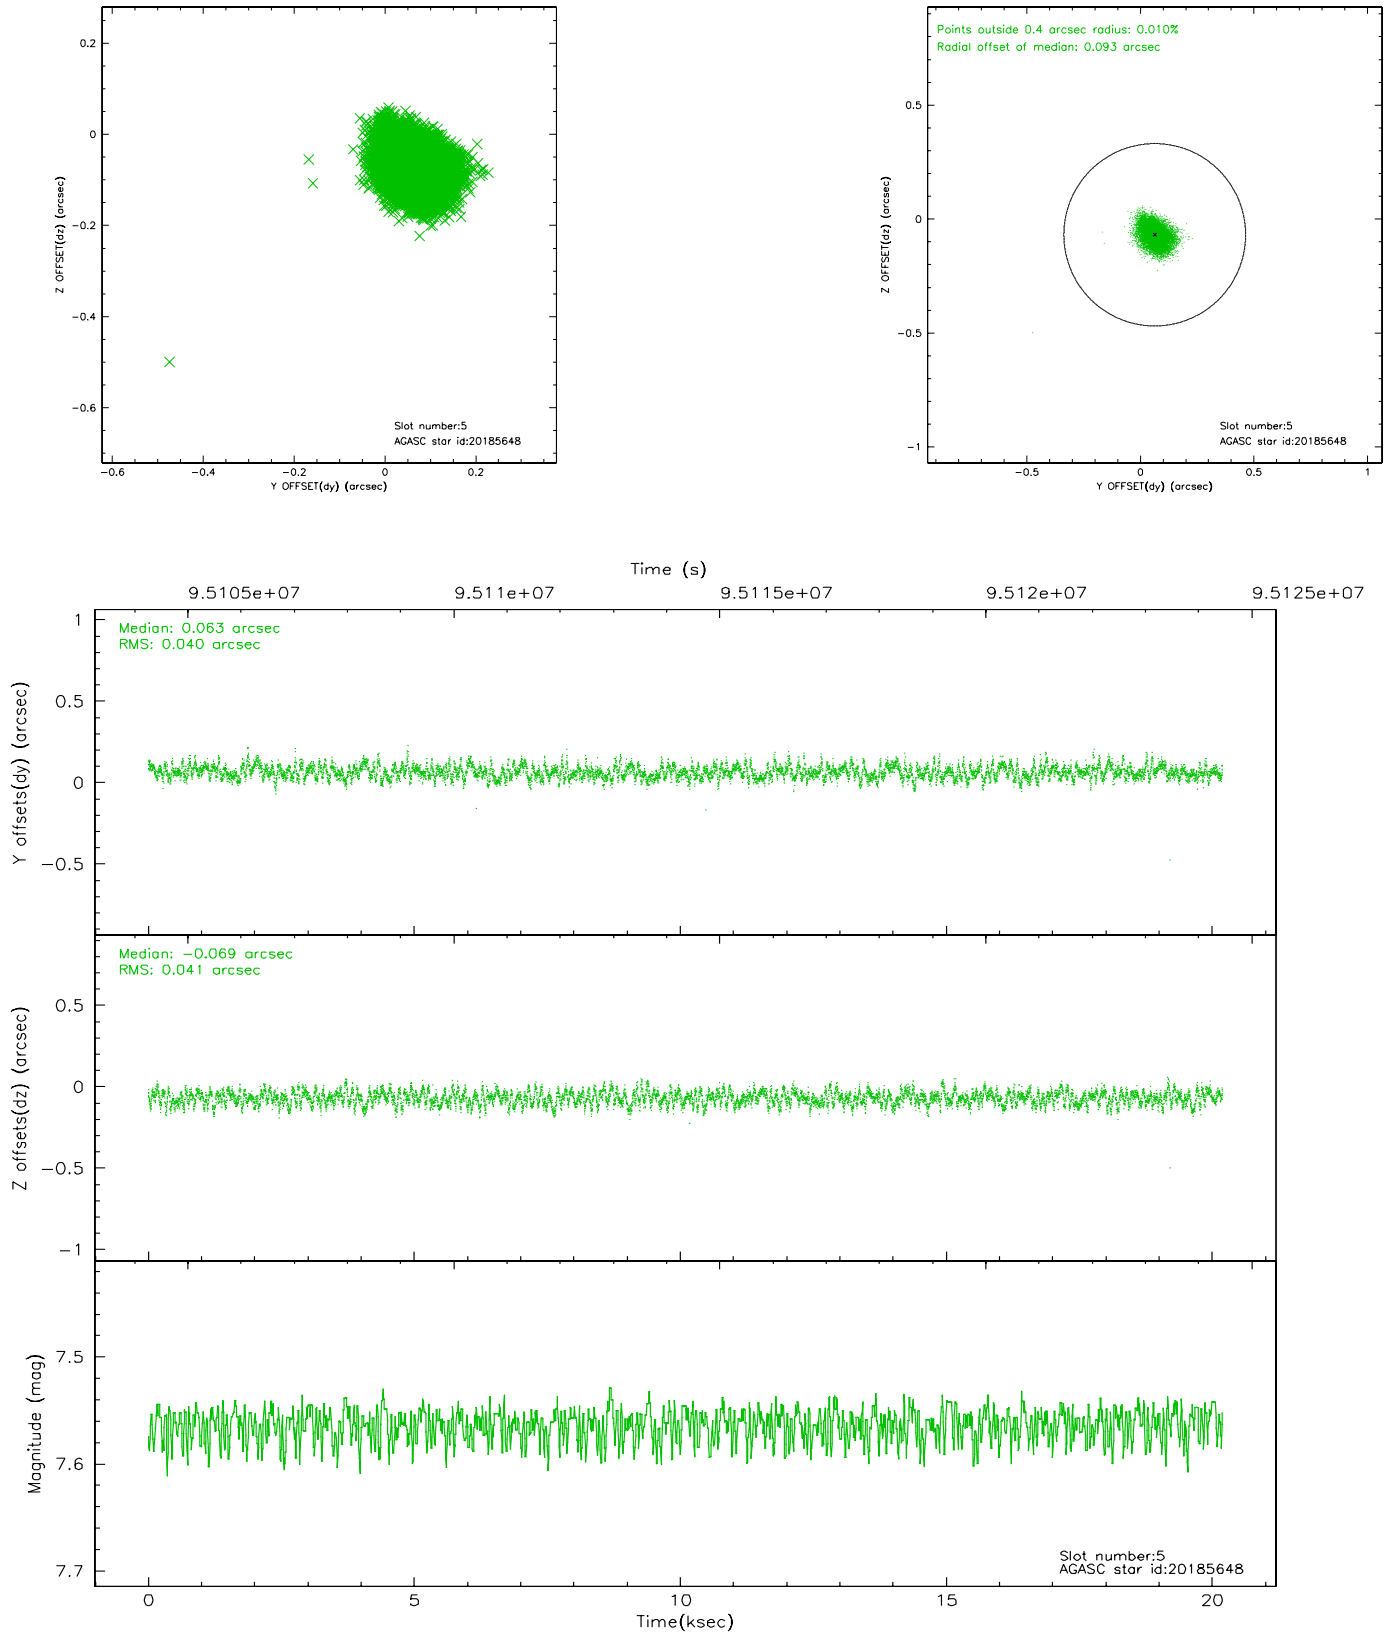 0.2
0
−0.2
−0.4
−0.6
Z OFFSET(dz) (arcsec)
Slot number:5
AGASC star id:20185648
−0.6
−0.4
−0.2
0
0.2
Y OFFSET(dy) (arcsec)
Points outside 0.4 arcsec radius: 0.010%
Radial offset of median: 0.093 arcsec
0.5
0
−0.5
−1
Z OFFSET(dz) (arcsec)
Slot number:5
AGASC star id:20185648
−0.5
0
0.5
1
Y OFFSET(dy) (arcsec)
Time (s)
9.5105e+07
9.511e+07
9.5115e+07
9.512e+07
9.5125e+07
Median: 0.063 arcsec
RMS: 0.040 arcsec
1
0.5
0
−0.5
Y offsets(dy) (arcsec)
Median: −0.069 arcsec
RMS: 0.041 arcsec
0.5
0
−0.5
−1
Z offsets(dz) (arcsec)
7.5
7.6
7.7
Magnitude (mag)
Slot number:5
AGASC star id:20185648
0
5
10
15
20
Time(ksec)